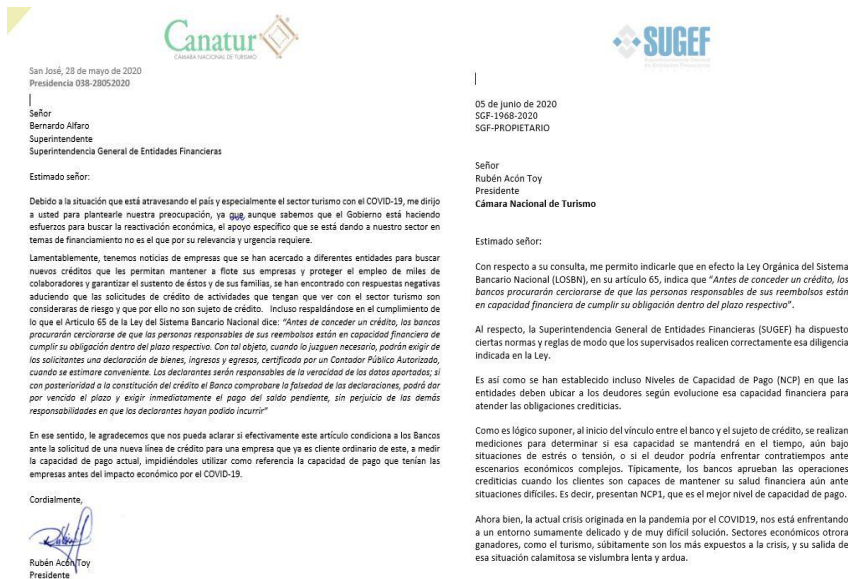 Canatur
CÁMARA NACIONAL DE TURISMO
San José, 28 de mayo de 2020
Presidencia 038-28052020
Señor
Bernardo Alfaro
Superintendente
Superintendencia General de Entidades Financieras
Estimado señor:
Debido a la situación que está atravesando el país y especialmente el sector turismo con el COVID-19, me dirijo
a usted para plantearle nuestra preocupación, ya que aunque sabemos que el Gobierno está haciendo
esfuerzos para buscar la reactivación económica, el apoyo específico que se está dando a nuestro sector en
temas de financiamiento no es el que por su relevancia y urgencia requiere.
Lamentablemente, tenemos noticias de empresas que se han acercado a diferentes entidades para buscar
nuevos créditos que les permitan mantener a flote sus empresas y proteger el empleo de miles de
colaboradores y garantizar el sustento de éstos y de sus familias, se han encontrado con respuestas negativas
aduciendo que las solicitudes de crédito de actividades que tengan que ver con el sector turismo son
consideras de riesgo y que por ello no son sujeto de crédito. Incluso respaldándose en el cumplimiento de
lo que el Articulo 65 de la Ley del Sistema Bancario Nacional dice: “Antes de conceder un crédito, los bancos
procurarán cerciorarse de que las personas responsables de sus reembolsos están en capacidad financiera de
cumplir su obligación dentro del plazo respectivo. Con tal objeto, cuando lo juzguen necesario, podrán exigir de
los solicitantes una declaración de bienes, ingresos y egresos, certificada por un Contador Público Autorizado,
cuando se estimare conveniente. Los declarantes serán responsables de la veracidad de los datos aportados; si
con posterioridad a la constitución del crédito el Banco comprobare la falsedad de las declaraciones, podrá dar
por vencido el plazo y exigir inmediatamente el pago del saldo pendiente, sin perjuicio de las demás
responsabilidades en que los declarantes hayan podido incurrir”
En ese sentido, le agradecemos que nos pueda aclarar si efectivamente este artículo condiciona a los Bancos
ante la solicitud de una nueva línea de crédito para una empresa que ya es cliente ordinario de este, a medir
la capacidad de pago actual, impidiéndoles utilizar como referencia la capacidad de pago que tenían las
empresas antes del impacto económico por el COVID-19.
Cordialmente,
Rubén Acón Toy
Presidente
SUGEF
05 de junio de 2020
SGF-1968-2020
SGF-PROPIETARIO
Señor
Rubén Acón Toy
Presidente
Cámara Nacional de Turismo
Estimado señor:
Con respecto a su consulta, me permito indicarle que en efecto la Ley Orgánica del Sistema
Bancario Nacional (LOSBN), en su artículo 65, indica que “Antes de conceder un crédito, los
bancos procurarán cerciorarse de que las personas responsables de sus reembolsos están
en capacidad financiera de cumplir su obligación dentro del plazo respectivo”.
Al respecto, la Superintendencia General de Entidades Financieras (SUGEF) ha dispuesto
ciertas normas y reglas de modo que los supervisados realicen correctamente esa diligencia
indicada en la Ley.
Es así como se han establecido incluso Niveles de Capacidad de Pago (NCP) en que las
entidades deben ubicar a los deudores según evolucione esa capacidad financiera para
atender las obligaciones crediticias.
Como es lógico suponer, al inicio del vínculo entre el banco y el sujeto de crédito, se realizan
mediciones para determinar si esa capacidad se mantendrá en el tiempo, aún bajo
situaciones de estrés o tensión, o si el deudor podría enfrentar contratiempos ante
escenarios económicos complejos. Típicamente, los bancos aprueban las operaciones
crediticias cuando los clientes son capaces de mantener su salud financiera aún ante
situaciones difíciles. Es decir, presentan NCP1, que es el mejor nivel de capacidad de pago.
Ahora bien, la actual crisis originada en la pandemia por el COVID19, nos está enfrentando
a un entorno sumamente delicado y de muy difícil solución. Sectores económicos otrora
ganadores, como el turismo, súbitamente son los más expuestos a la crisis, y su salida de
esa situación calamitosa se vislumbra lenta y ardua.